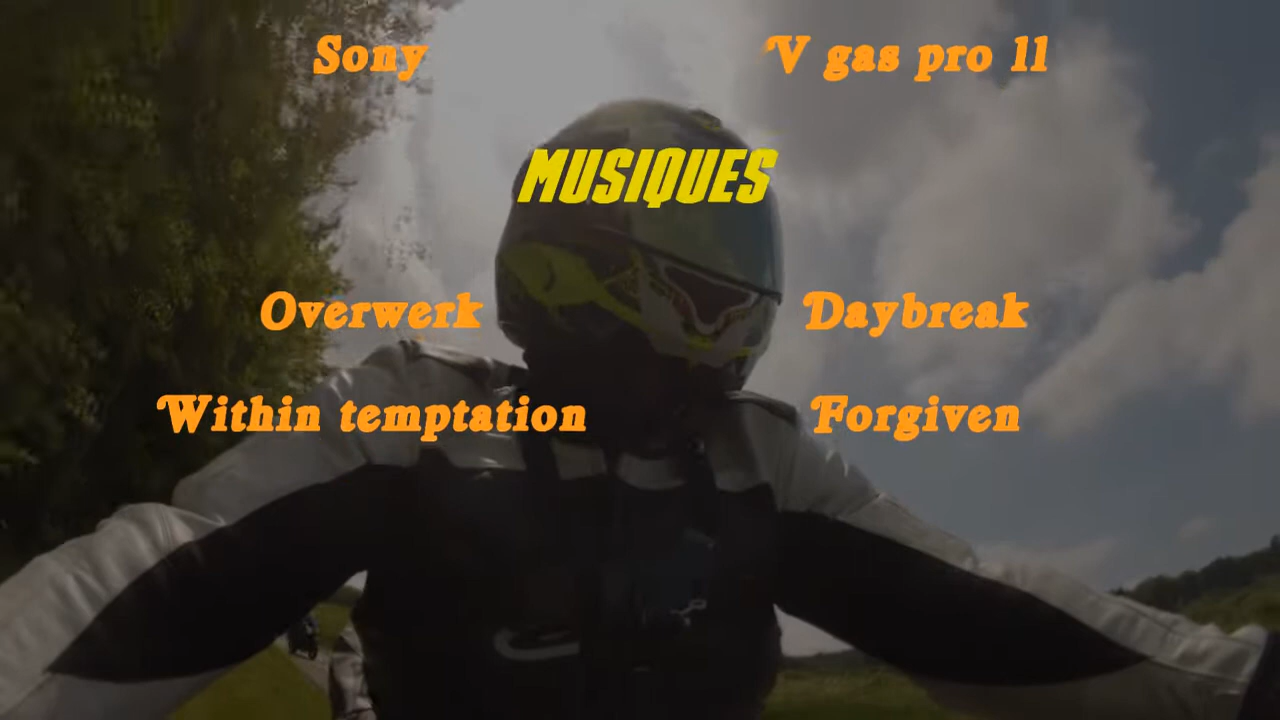 Sony V gas pro 11
MUSIQUES
Overwerk Daybreak
Within temptation Forgiven